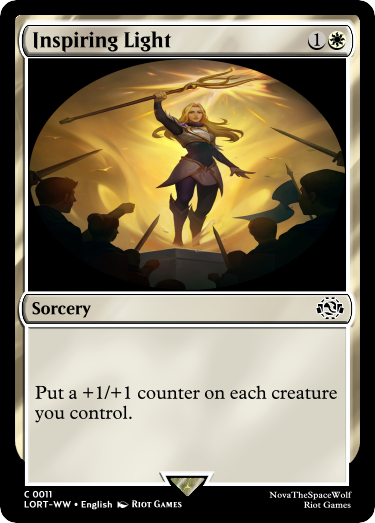 Inspiring Light 1
Sorcery
Put a +1/+1 counter on each creature
you control.
C 0011
LORT-WW • English Riot Games
NovaTheSpaceWolf
Riot Games